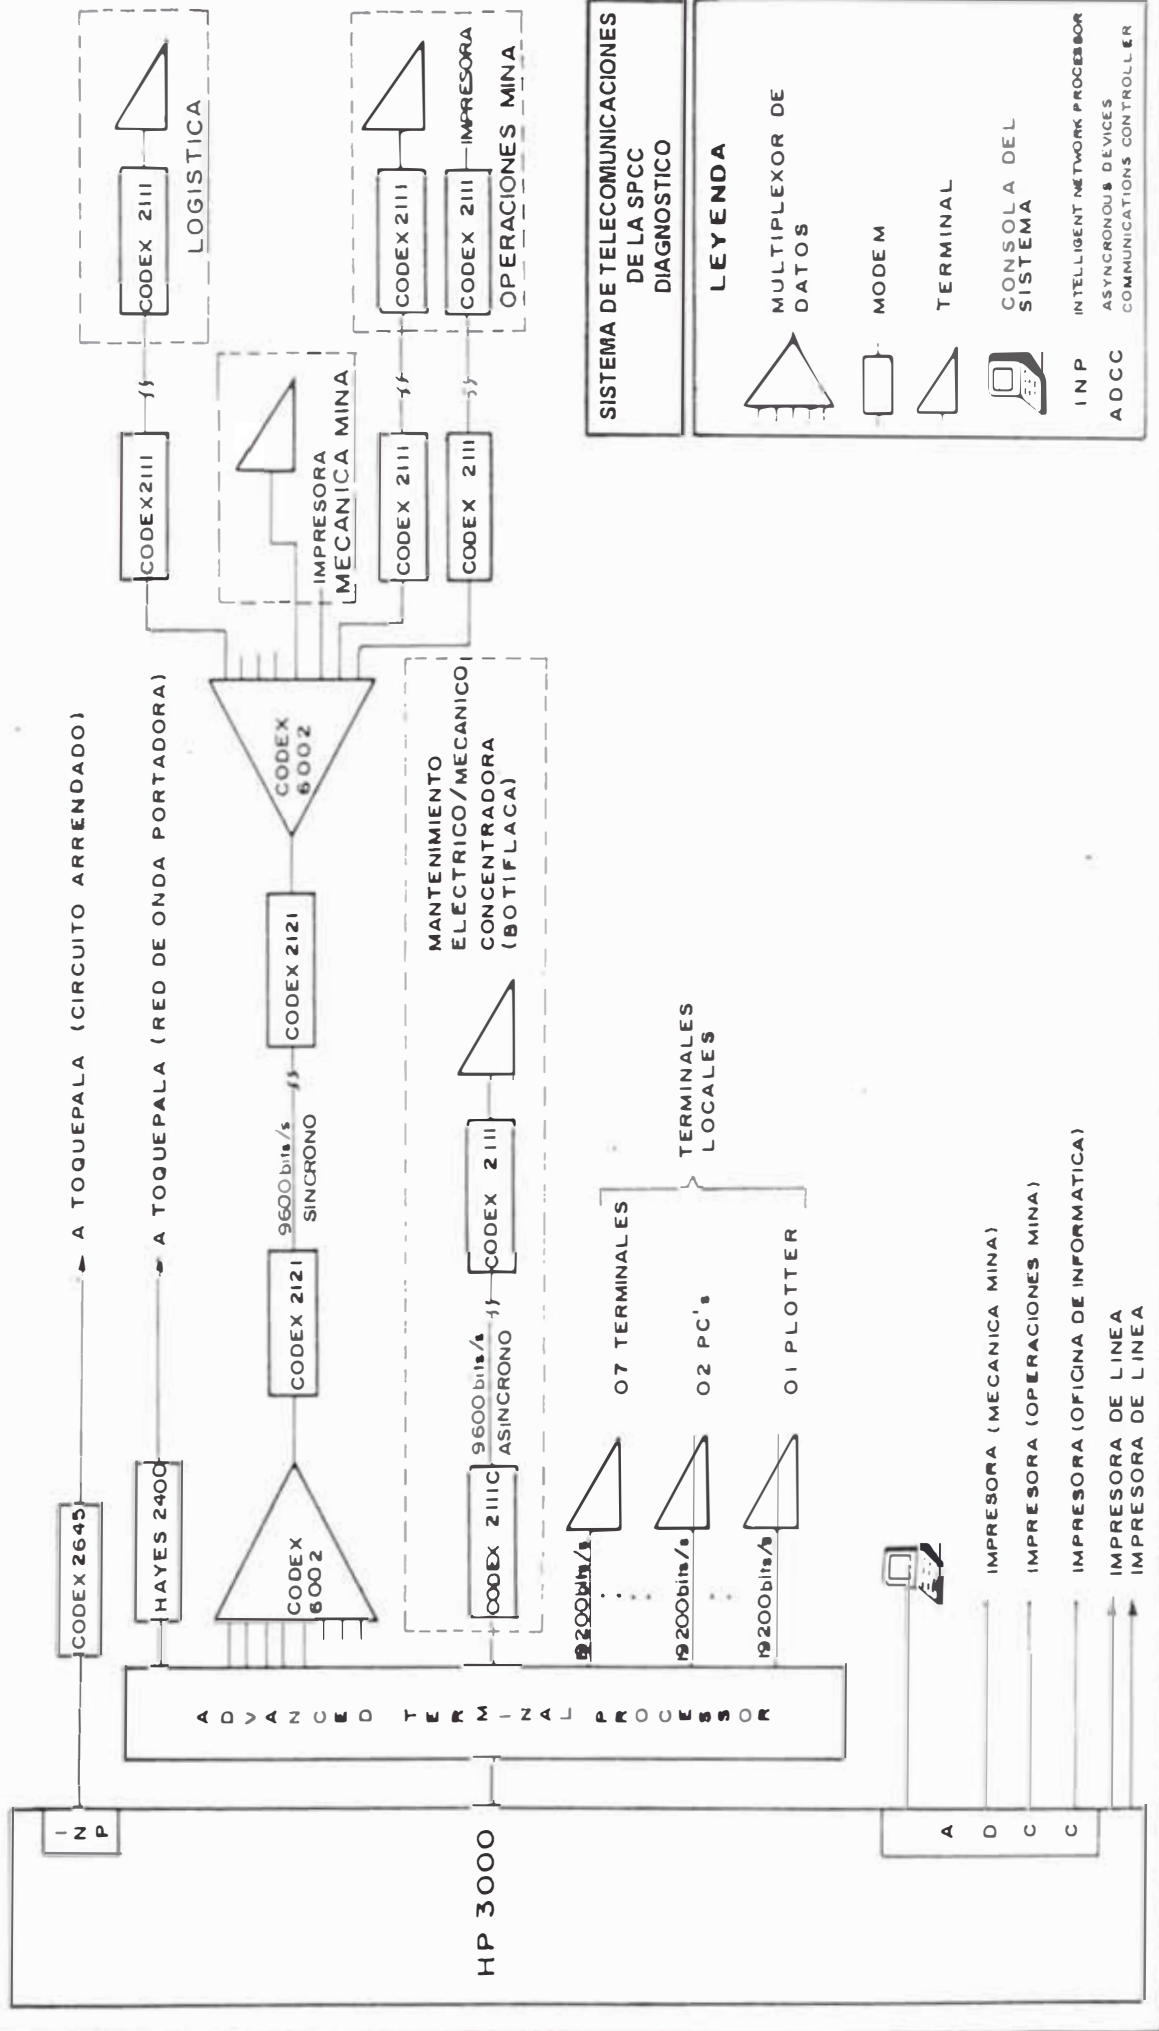 HP 3000
INP
ADCC
ADVANCED TERMINAL PROCESSOR
CODEX 2645
A TOQUEPALA (CIRCUITO ARRENDADO)
HAYES 2400
A TOQUEPALA (RED DE ONDA PORTADORA)
CODEX
6002
CODEX 2121
9600 bits/s
SINCRONO
CODEX 2121
CODEX
6002
CODEX 2111
CODEX 2111
LOGISTICA
IMPRESORA
MECANICA MINA
CODEX 2111
CODEX 2111
CODEX 2111
CODEX 2111
IMPRESORA
OPERACIONES MINA
CODEX 2111C
9600 bits/s
ASINCRONO
CODEX 2111
MANTENIMIENTO
ELECTRICO/MECANICO
CONCENTRADORA
(BOTIFLACA)
19200 bits/s
07 TERMINALES
19200 bits/s
02 PC's
19200 bits/s
01 PLOTTER
TERMINALES
LOCALES
IMPRESORA (MECANICA MINA)
IMPRESORA (OPERACIONES MINA)
IMPRESORA (OFICINA DE INFORMATICA)
IMPRESORA DE LINEA
IMPRESORA DE LINEA
SISTEMA DE TELECOMUNICACIONES
DE LA SPCC
DIAGNOSTICO
LEYENDA
MULTIPLEXOR DE
DATOS
MODEM
TERMINAL
CONSOLA DEL
SISTEMA
INP INTELLIGENT NETWORK PROCESSOR
ADCC ASYNCRONOUS DEVICES
COMMUNICATIONS CONTROLLER